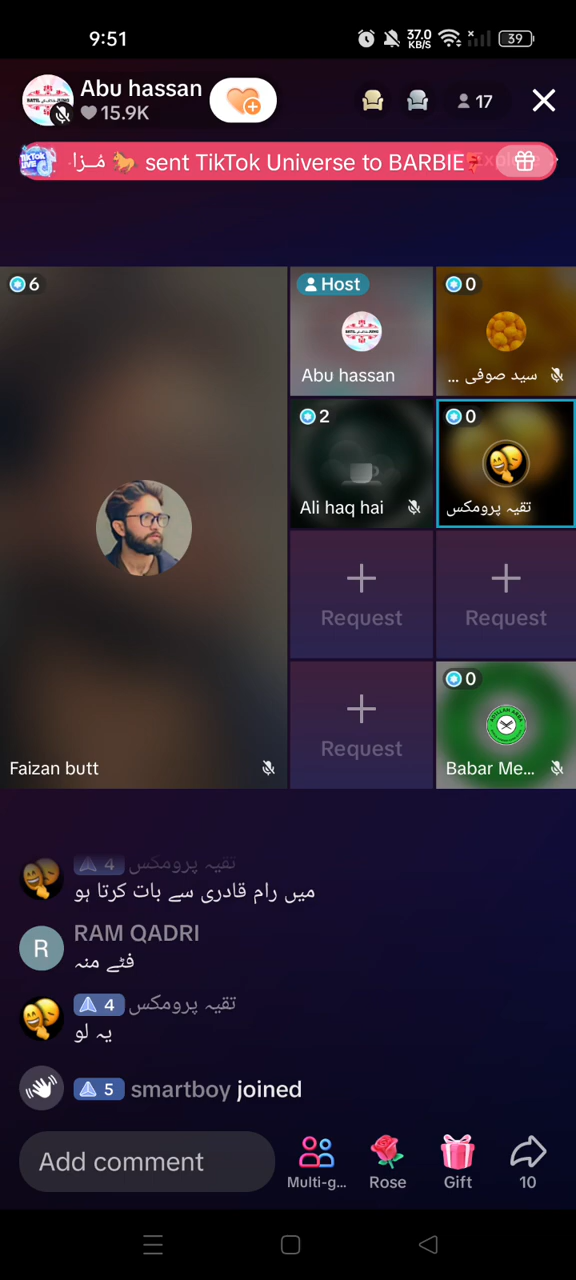 9:51
37.0
KB/S
39
Abu hassan
15.9K
17
مرزا sent TikTok Universe to BARBIE
6
Host
Abu hassan
0
سید صوفی ...
2
Ali haq hai
0
تقیہ پرومکس
Request
Request
Request
0
Babar Me...
Faizan butt
4 تقیہ پرومکس
میں رام قادری سے بات کرتا ہو
R
RAM QADRI
فٹے منہ
4 تقیہ پرومکس
یہ لو
5 smartboy joined
Add comment
Multi-g...
Rose
Gift
10